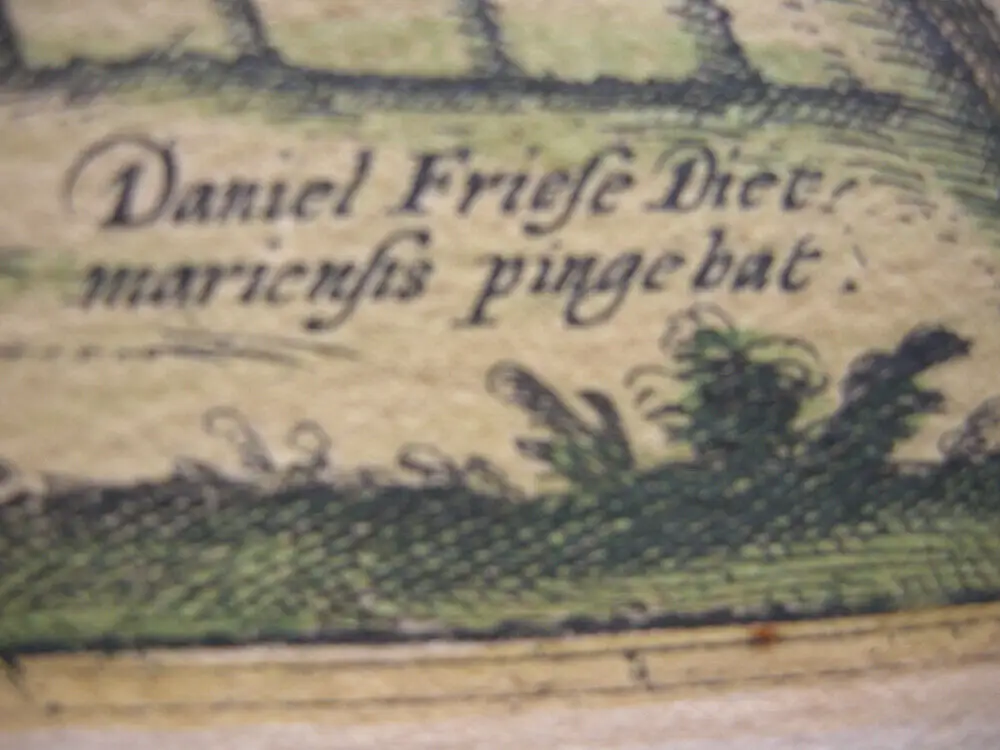 Daniel Frieſe Diet:
marienſis pingebat.